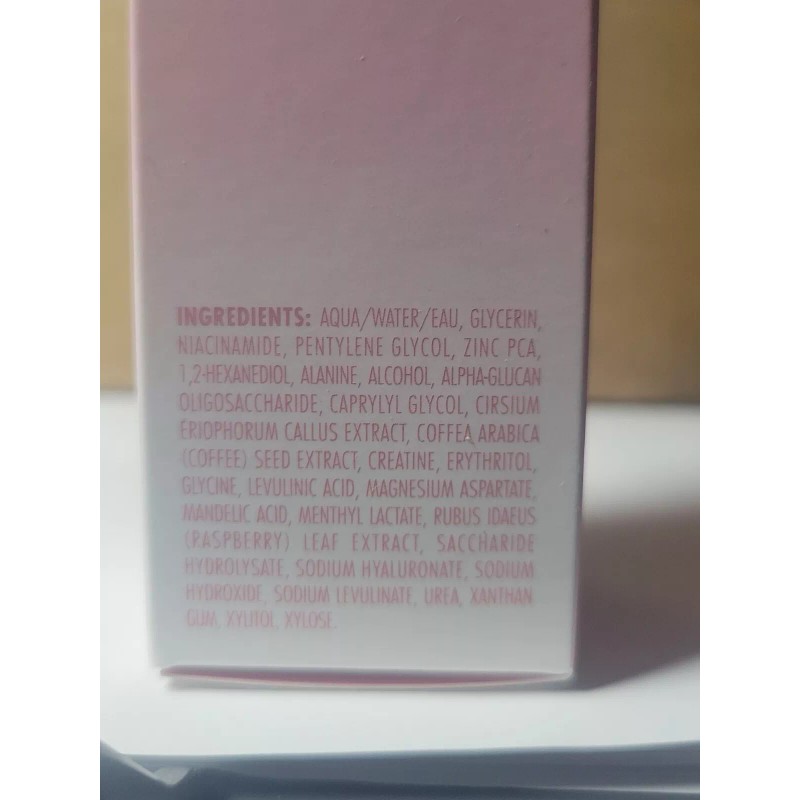 INGREDIENTS: AQUA/WATER/EAU, GLYCERIN,
NIACINAMIDE, PENTYLENE GLYCOL, ZINC PCA,
1,2-HEXANEDIOL, ALANINE, ALCOHOL, ALPHA-GLUCAN
OLIGOSACCHARIDE, CAPRYLYL GLYCOL, CIRSIUM
ERIOPHORUM CALLUS EXTRACT, COFFEA ARABICA
(COFFEE) SEED EXTRACT, CREATINE, ERYTHRITOL,
GLYCINE, LEVULINIC ACID, MAGNESIUM ASPARTATE,
MANDELIC ACID, MENTHYL LACTATE, RUBUS IDAEUS
(RASPBERRY) LEAF EXTRACT, SACCHARIDE
HYDROLYSATE, SODIUM HYALURONATE, SODIUM
HYDROXIDE, SODIUM LEVULINATE, UREA, XANTHAN
GUM, XYLITOL, XYLOSE.